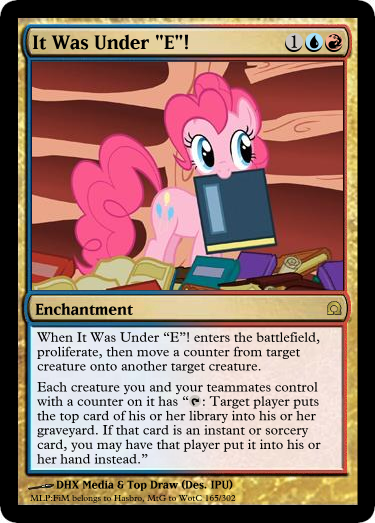 It Was Under "E"! 1
Enchantment
When It Was Under “E”! enters the battlefield,
proliferate, then move a counter from target
creature onto another target creature.
Each creature you and your teammates control
with a counter on it has “: Target player puts
the top card of his or her library into his or her
graveyard. If that card is an instant or sorcery
card, you may have that player put it into his or
her hand instead.”
DHX Media & Top Draw (Des. IPU)
MLP:FiM belongs to Hasbro, MtG to WotC 165/302